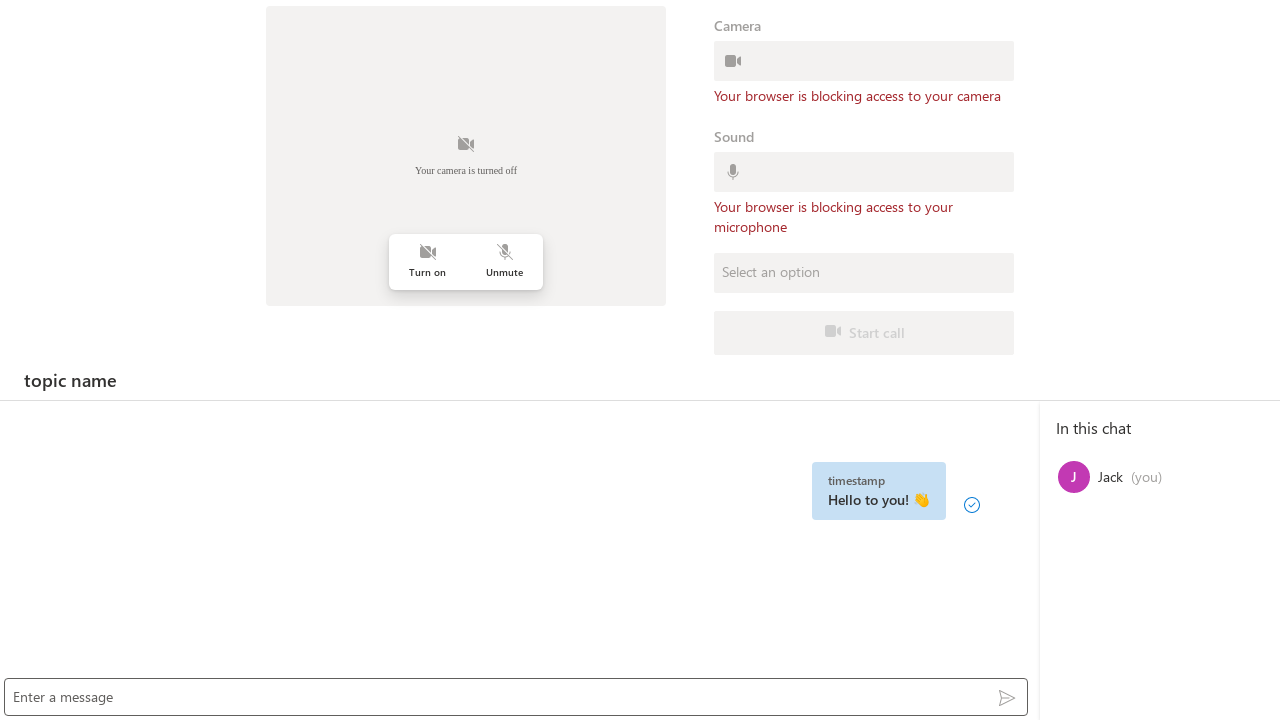 Camera
Your browser is blocking access to your camera
Your camera is turned off
Turn on
Unmute
Sound
Your browser is blocking access to your
microphone
Select an option
Start call
topic name
In this chat
J
Jack (you)
timestamp
Hello to you! 👋
Enter a message